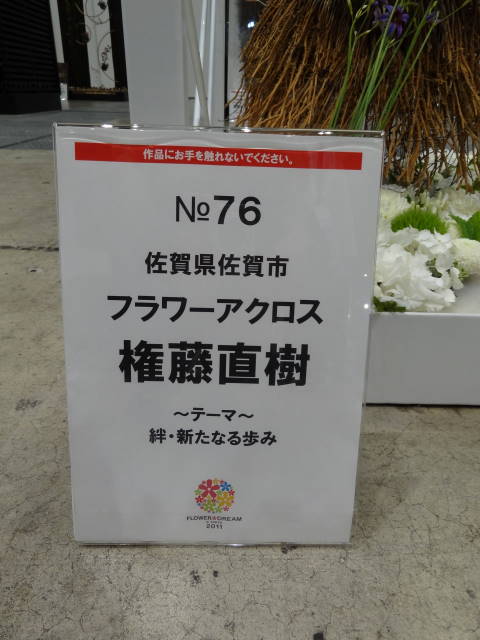 作品にお手を触れないでください。
№76
佐賀県佐賀市
フラワーアクロス
権藤直樹
～テーマ～
絆・新たなる歩み
FLOWER DREAM
2011